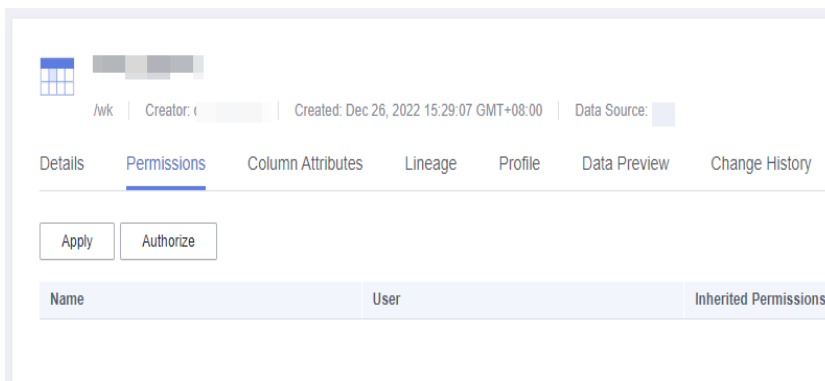 /wk Creator: Created: Dec 26, 2022 15:29:07 GMT+08:00 Data Source:
Details Permissions Column Attributes Lineage Profile Data Preview Change History
Apply Authorize
Name User Inherited Permissions